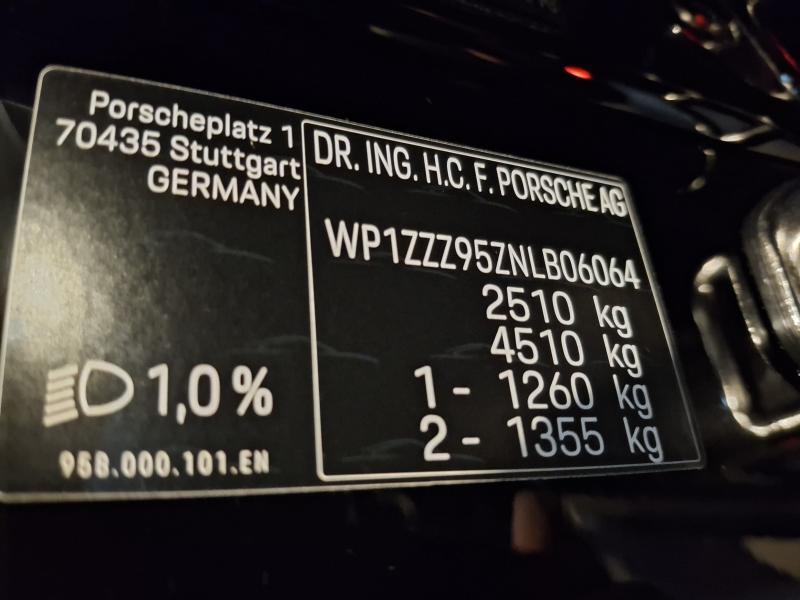 Porscheplatz 1
70435 Stuttgart
GERMANY
1,0 %
958.000.101.EN
DR. ING. H.C. F. PORSCHE AG
WP1ZZZ95ZNLB06064
2510 kg
4510 kg
1 - 1260 kg
2 - 1355 kg